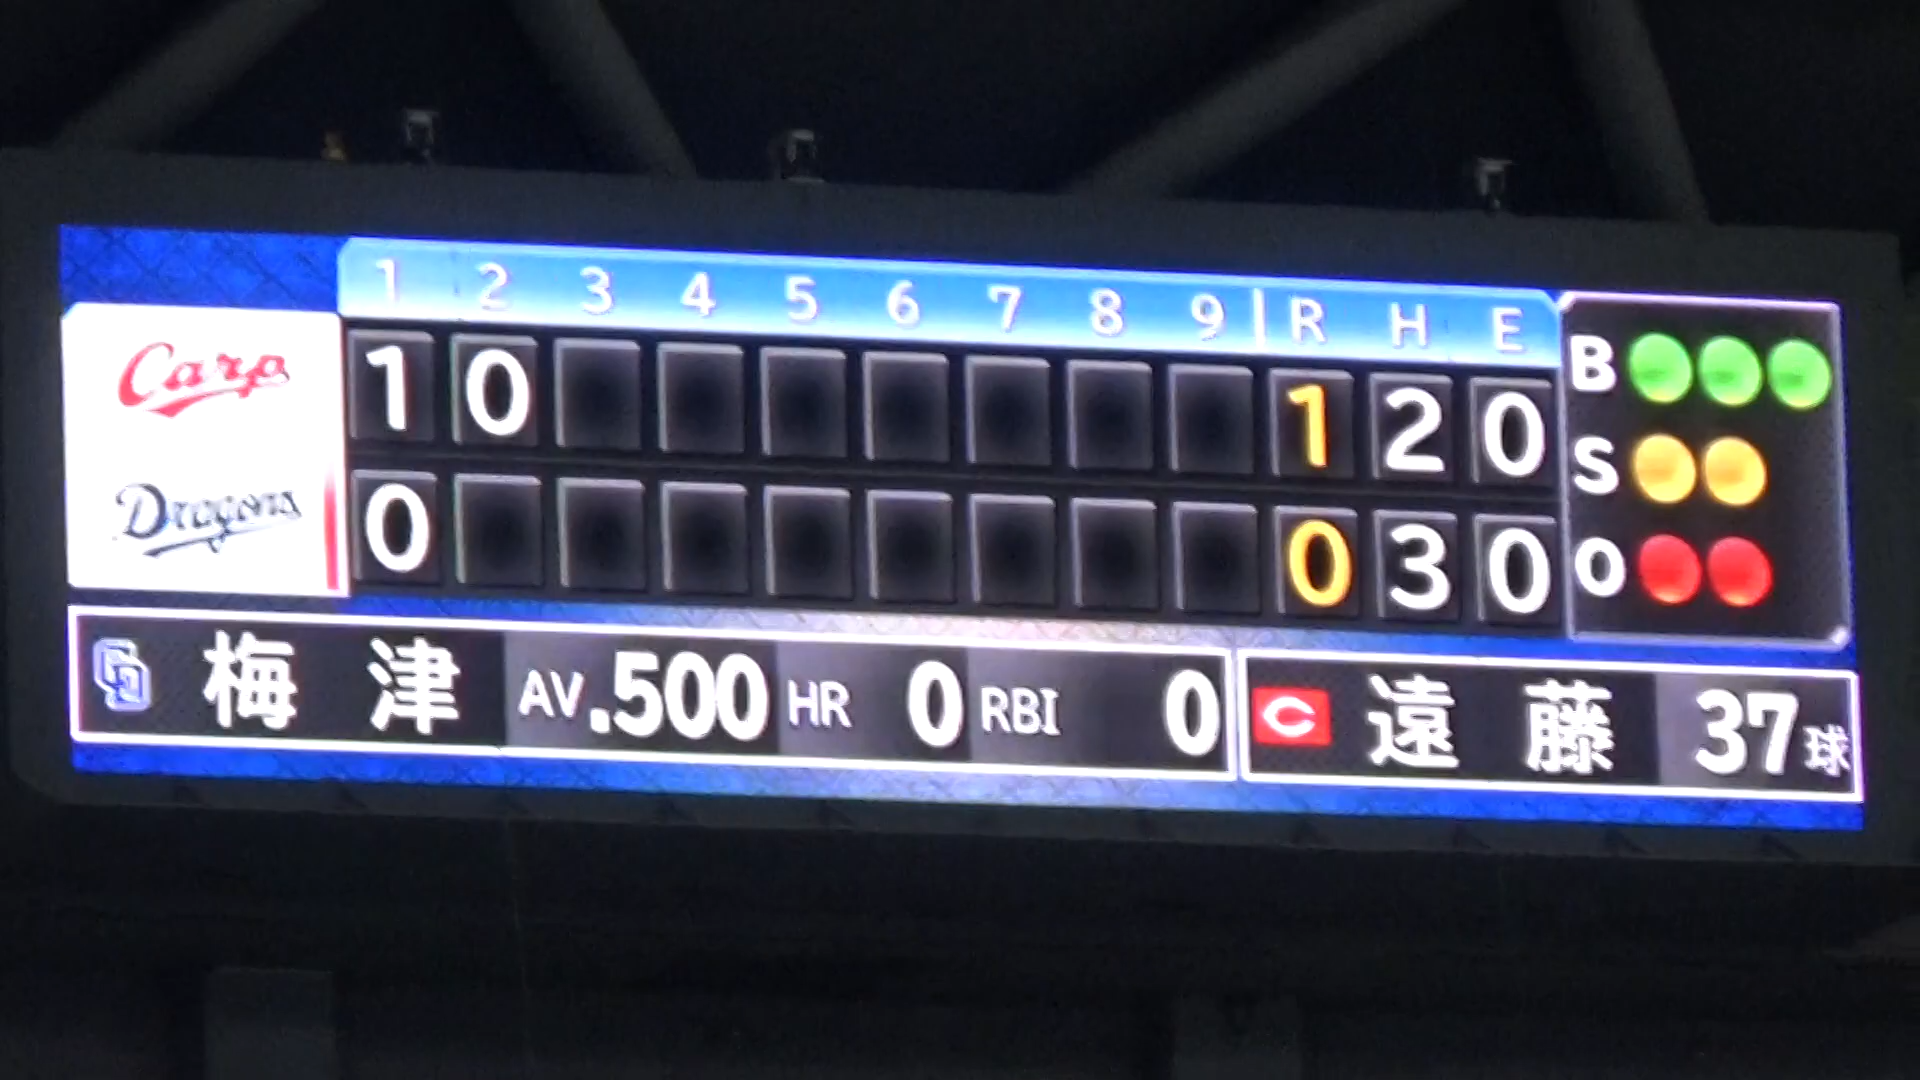 1 2 3 4 5 6 7 8 9 R H E
Carp 1 0 1 2 0
Dragons 0 0 3 0
B
S
O
CD 梅津 AV .500 HR 0 RBI 0
C 遠藤 37球